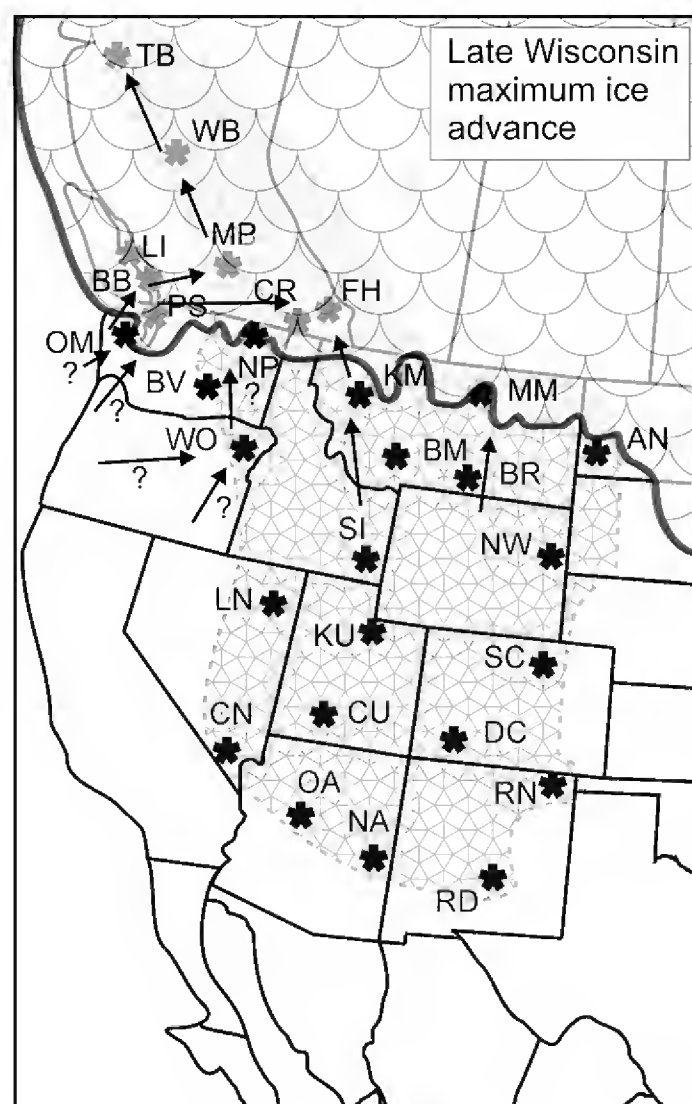 Late Wisconsin
maximum ice
advance
TB
WB
MB
LI
BB
PS
CR
FH
OM
?
?
BV
NP
?
KM
MM
AN
WO
?
?
BM
BR
SI
NW
LN
KU
SC
CN
CU
DC
OA
RN
NA
RD